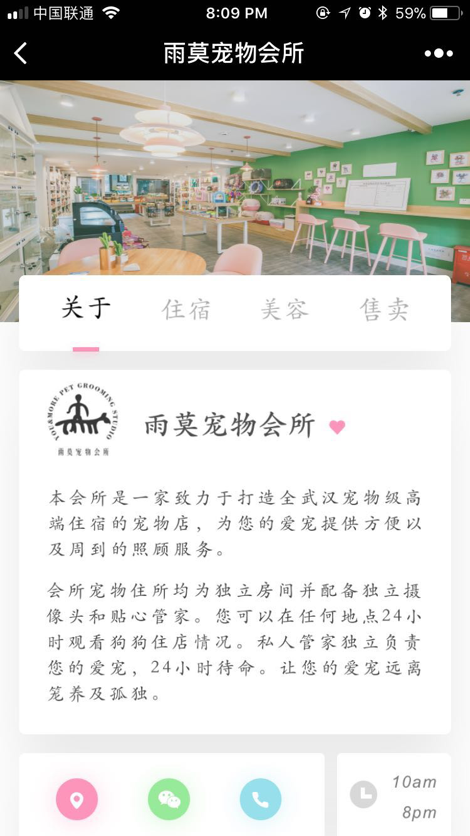 中国联通 8:09 PM 59%
雨莫宠物会所
关于 住宿 美容 售卖
YOU&MORE PET GROOMING STUDIO
雨莫宠物会所
雨莫宠物会所
本会所是一家致力于打造全武汉宠物级高
端住宿的宠物店，为您的爱宠提供方便以
及周到的照顾服务。
会所宠物住所均为独立房间并配备独立摄
像头和贴心管家。您可以在任何地点24小
时观看狗狗住店情况。私人管家独立负责
您的爱宠，24小时待命。让您的爱宠远离
笼养及孤独。
10am
8pm